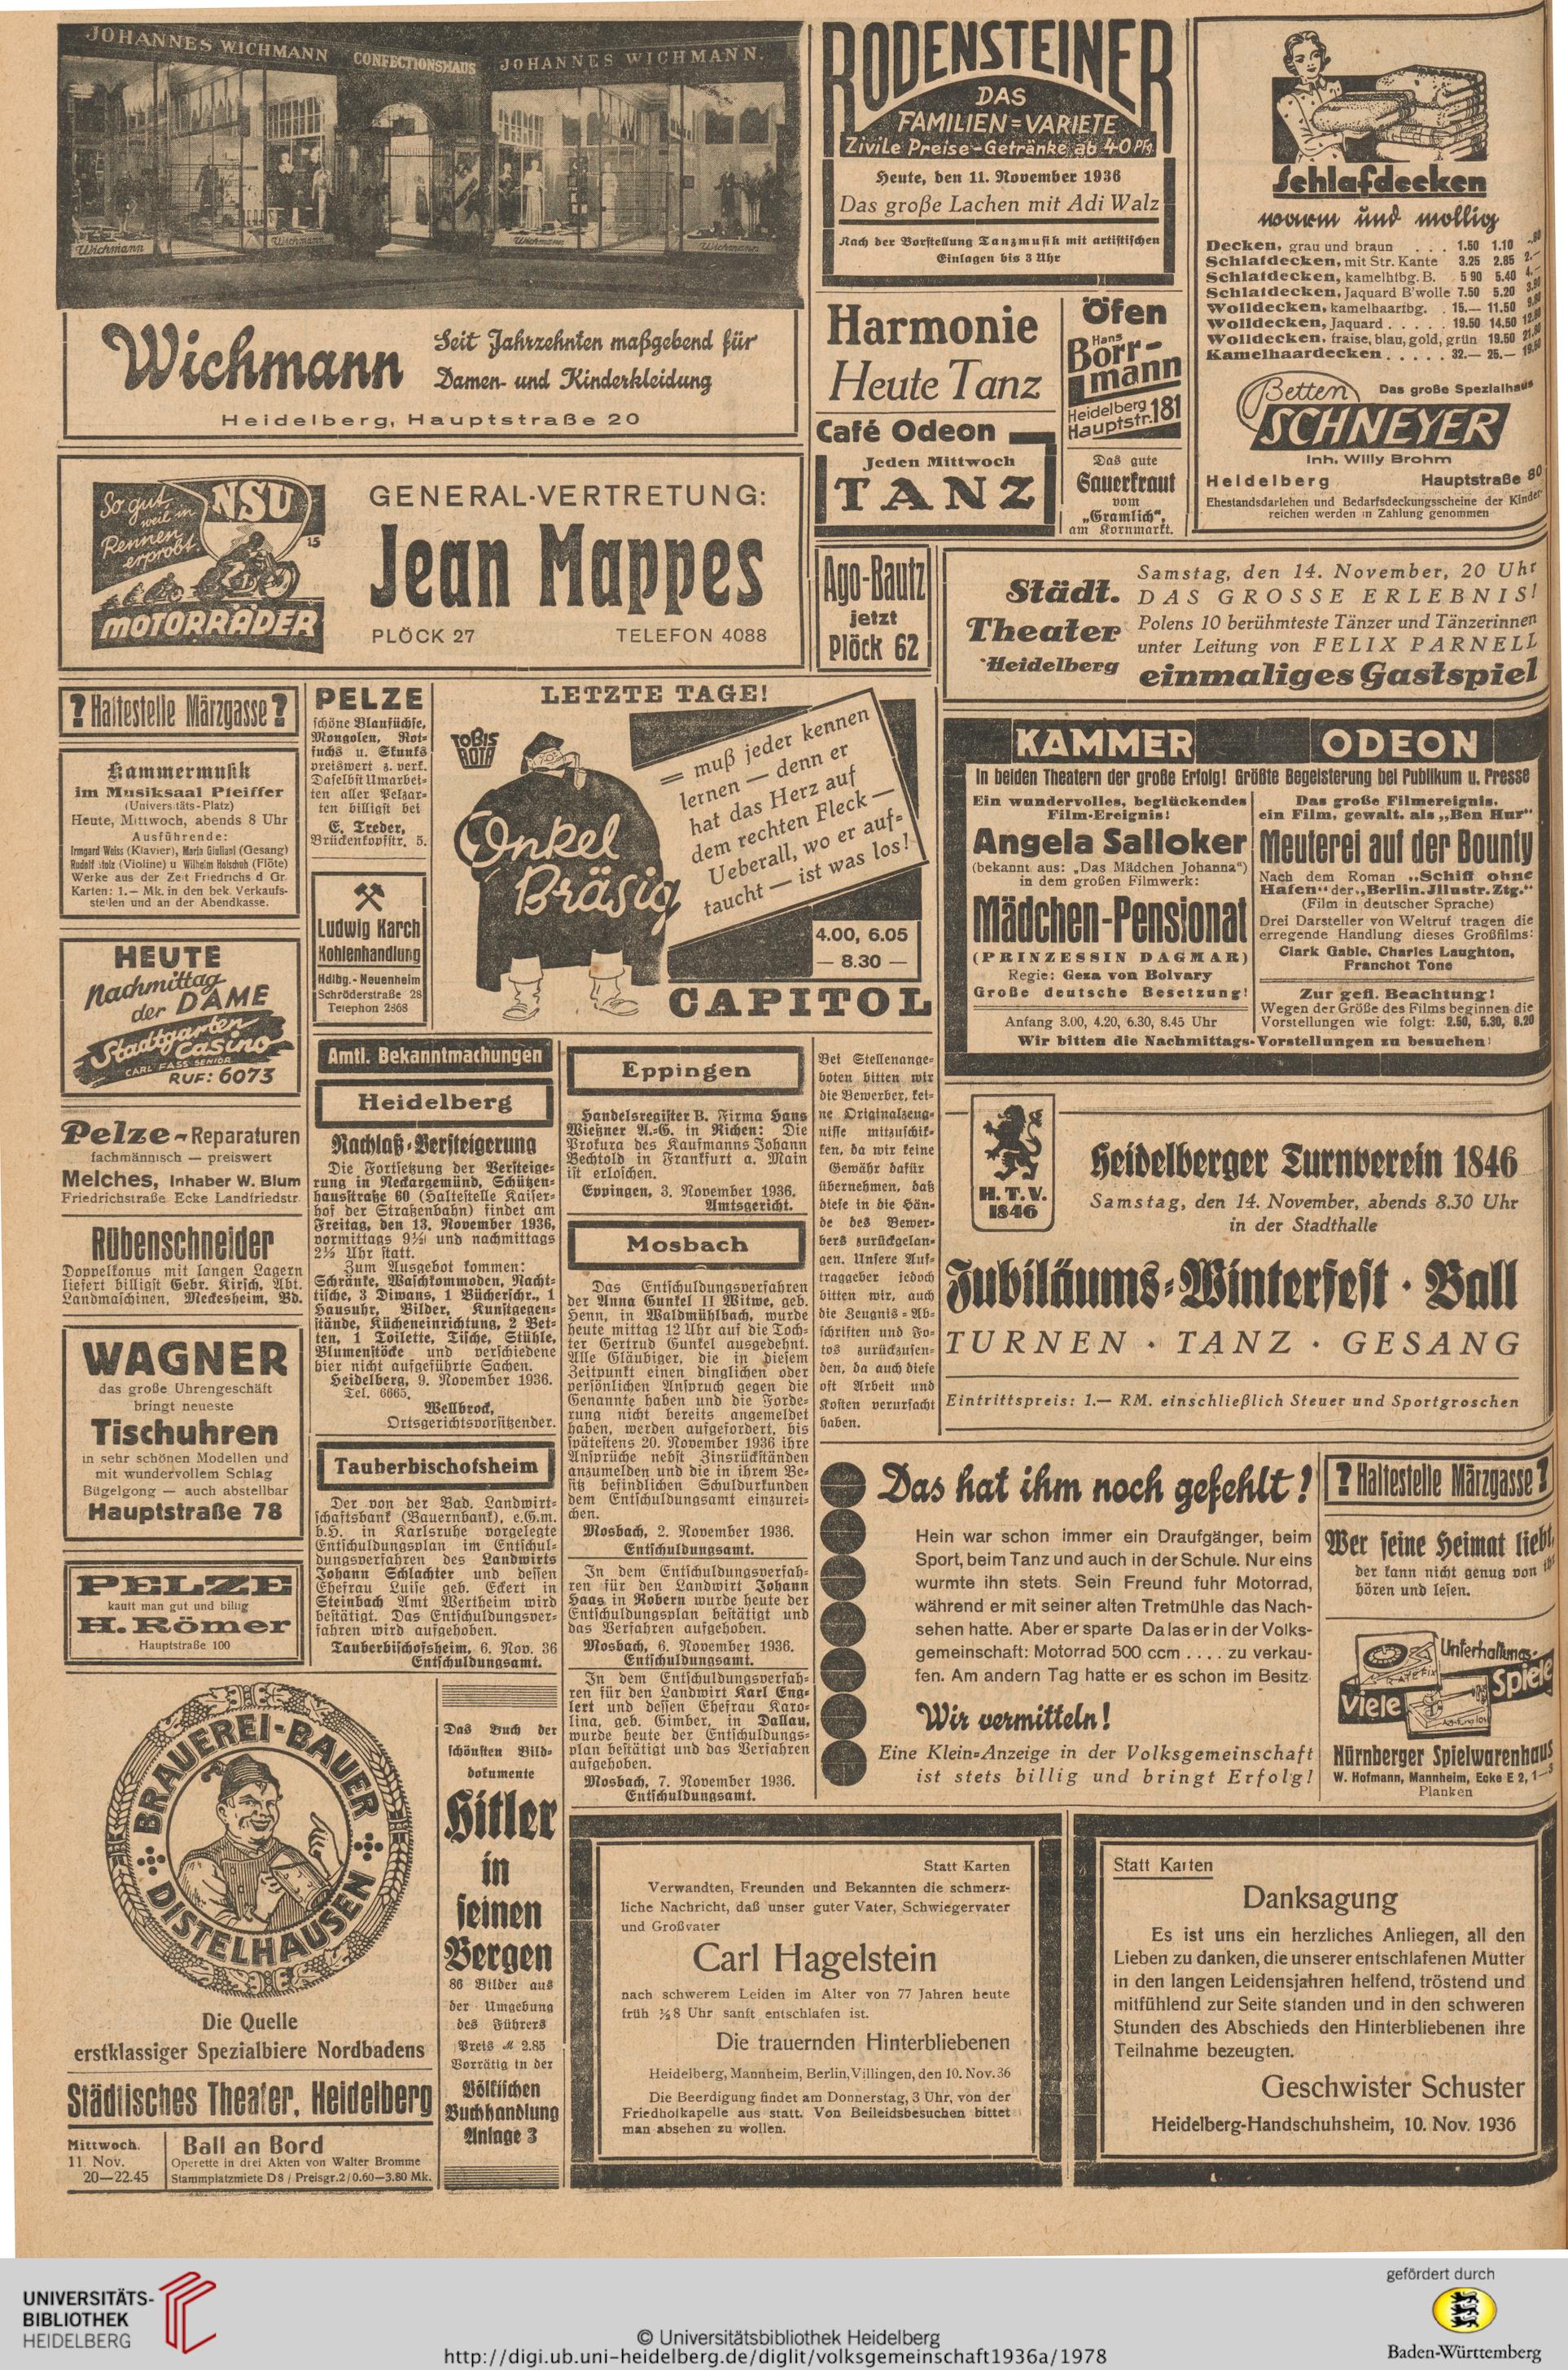 JOHANNES WICHMANN CONFECTIONSHAUS JOHANNES WICHMANN.
Wichmann Wichmann Wichmann Wichmann
Wichmann
Seit Jahrzehnten maßgebend für
Damen- und Kinderkleidung
Heidelberg, Hauptstraße 20
RODENSTEINER
DAS
FAMILIEN=VARIETE
Zivile Preise-Getränke ab 40 Pfg.
Heute, den 11. November 1936
Das große Lachen mit Adi Walz
Nach der Vorstellung Tanzmusik mit artistischen
Einlagen bis 3 Uhr
Schlafdecken
warm und mollig
Decken, grau und braun . . . 1.50 1.10 -.80
Schlafdecken, mit Str. Kante 3.25 2.85 2.-
Schlafdecken, kamelhfbg. B. 5 90 5.40 4.-
Schlafdecken, Jaquard B'wolle 7.50 5.20 3.90
Wolldecken, kamelhaarfbg. . 15.— 11.50 9.80
Wolldecken, Jaquard . . . . . 19.50 14.50 12.80
Wolldecken, fraise, blau, gold, grün 19.50 21.80
Kamelhaardecken . . . . . 32.— 25.— 19.50
Betten
Das große Spezialhaus
SCHNEYER
Inh. Willy Brohm
Heidelberg Hauptstraße 80
Ehestandsdarlehen und Bedarfsdeckungsscheine der Kinder-
reichen werden in Zahlung genommen
Harmonie
Heute Tanz
Café Odeon
Jeden Mittwoch
TANZ
Öfen
Hans
Borr-
mann
Heidelberg
Hauptstr. 181
Das gute
Sauerkraut
vom
„Gramlich“,
am Kornmarkt.
So gut,
weil in
Rennen
erprobt.
NSU
15
MOTORRÄDER
GENERAL-VERTRETUNG:
Jean Mappes
PLÖCK 27 TELEFON 4088
Ago-Bautz
jetzt
Plöck 62
Städt.
Theater
Heidelberg
Samstag, den 14. November, 20 Uhr
DAS GROSSE ERLEBNIS!
Polens 10 berühmteste Tänzer und Tänzerinnen
unter Leitung von FELIX PARNELL
einmaliges Gastspiel
? Haltestelle Märzgasse ?
Kammermusik
im Musiksaal Pfeiffer
(Universitäts-Platz)
Heute, Mittwoch, abends 8 Uhr
Ausführende:
Irmgard Weiss (Klavier), Maria Giuliani (Gesang)
Rudolf Stolz (Violine) u Wilhelm Holschuh (Flöte)
Werke aus der Zeit Friedrichs d Gr.
Karten: 1.— Mk. in den bek. Verkaufs-
stellen und an der Abendkasse.
HEUTE
Nachmittag
der DAME
Stadtgarten
Casino
CARL FASS SENIOR
RUF: 6073
Pelze-Reparaturen
fachmännisch — preiswert
Melches, Inhaber W. Blum
Friedrichstraße Ecke Landfriedstr.
Rübenschneider
Doppelkonus mit langen Lagern
liefert billigst Gebr. Kirsch, Abt.
Landmaschinen, Meckesheim, Bd.
WAGNER
das große Uhrengeschäft
bringt neueste
Tischuhren
in sehr schönen Modellen und
mit wundervollem Schlag
Bügelgong — auch abstellbar
Hauptstraße 78
PELZE
kauft man gut und billig
H. Römer
Hauptstraße 100
PELZE
schöne Blaufüchse,
Mongolen, Rot-
fuchs u. Skunks
preiswert z. verk.
Daselbst Umarbei-
ten aller Pelzar-
ten billigst bei
E. Treder,
Brückenkopfstr. 5.
Ludwig Karch
Kohlenhandlung
Hdlbg.-Neuenheim
Schröderstraße 28
Telephon 2868
LETZTE TAGE!
TOBIS
ROTA
= muß jeder kennen
lernen — denn er
hat das Herz auf
dem rechten Fleck —
Ueberall, wo er auf-
taucht — ist was los!
Onkel
Bräsig
4.00, 6.05
— 8.30 —
CAPITOL
KAMMER ODEON
In beiden Theatern der große Erfolg! Größte Begeisterung bei Publikum u. Presse
Ein wundervolles, beglückendes
Film-Ereignis!
Angela Salloker
(bekannt aus: „Das Mädchen Johanna“)
in dem großen Filmwerk:
Mädchen-Pensionat
(PRINZESSIN DAGMAR)
Regie: Geza von Bolvary
Große deutsche Besetzung!
Anfang 3.00, 4.20, 6.30, 8.45 Uhr
Das große Filmereignis.
ein Film, gewalt. als „Ben Hur“
Meuterei auf der Bounty
Nach dem Roman „Schiff ohne
Hafen“ der „Berlin. Jllustr. Ztg.“
(Film in deutscher Sprache)
Drei Darsteller von Weltruf tragen die
erregende Handlung dieses Großfilms:
Clark Gable, Charles Laughton,
Franchot Tone
Zur gefl. Beachtung!
Wegen der Größe des Films beginnen die
Vorstellungen wie folgt: 2.50, 5.30, 8.20
Wir bitten die Nachmittags-Vorstellungen zu besuchen!
Amtl. Bekanntmachungen
Heidelberg
Nachlaß-Versteigerung
Die Fortsetzung der Versteige-
rung in Neckargemünd, Schützen-
hausstraße 60 (Haltestelle Kaiser-
hof der Straßenbahn) findet am
Freitag, den 13. November 1936,
vormittags 9½ und nachmittags
2½ Uhr statt.
Zum Ausgebot kommen:
Schränke, Waschkommoden, Nacht-
tische, 3 Diwans, 1 Bücherschr., 1
Hausuhr, Bilder, Kunstgegen-
stände, Kücheneinrichtung, 2 Bet-
ten, 1 Toilette, Tische, Stühle,
Blumenstöcke und verschiedene
hier nicht aufgeführte Sachen.
Heidelberg, 9. November 1936.
Tel. 6665.
Wellbrock,
Ortsgerichtsvorsitzender.
Tauberbischofsheim
Der von der Bad. Landwirt-
schaftsbank (Bauernbank), e.G.m.
b.H. in Karlsruhe vorgelegte
Entschuldungsplan im Entschul-
dungsverfahren des Landwirts
Johann Schlachter und dessen
Ehefrau Luise geb. Eckert in
Steinbach Amt Wertheim wird
bestätigt. Das Entschuldungsver-
fahren wird aufgehoben.
Tauberbischofsheim, 6. Nov. 36
Entschuldungsamt.
Eppingen
Handelsregister B. Firma Hans
Wießner A.-G. in Richen: Die
Prokura des Kaufmanns Johann
Bechtold in Frankfurt a. Main
ist erloschen.
Eppingen, 3. November 1936.
Amtsgericht.
Mosbach
Das Entschuldungsverfahren
der Anna Gunkel II Witwe, geb.
Henn, in Waldmühlbach, wurde
heute mittag 12 Uhr auf die Toch-
ter Gertrud Gunkel ausgedehnt.
Alle Gläubiger, die in diesem
Zeitpunkt einen dinglichen oder
persönlichen Anspruch gegen die
Genannte haben und die Forde-
rung nicht bereits angemeldet
haben, werden aufgefordert, bis
spätestens 20. November 1936 ihre
Ansprüche nebst Zinsrückständen
anzumelden und die in ihrem Be-
sitz befindlichen Schuldurkunden
dem Entschuldungsamt einzurei-
chen.
Mosbach, 2. November 1936.
Entschuldungsamt.
In dem Entschuldungsverfah-
ren für den Landwirt Johann
Haas in Robern wurde heute der
Entschuldungsplan bestätigt und
das Verfahren aufgehoben.
Mosbach, 6. November 1936.
Entschuldungsamt.
In dem Entschuldungsverfah-
ren für den Landwirt Karl Eng-
lert und dessen Ehefrau Karo-
lina, geb. Gimber, in Dallau,
wurde heute der Entschuldungs-
plan bestätigt und das Verfahren
aufgehoben.
Mosbach, 7. November 1936.
Entschuldungsamt.
Bei Stellenange-
boten bitten wir
die Bewerber, kei-
ne Originalzeug-
nisse mitzuschik-
ken, da wir keine
Gewähr dafür
übernehmen, daß
diese in die Hän-
de des Bewer-
bers zurückgelan-
gen. Unsere Auf-
traggeber jedoch
bitten wir, auch
die Zeugnis-Ab-
schriften und Fo-
tos zurückzusen-
den, da auch diese
oft Arbeit und
Kosten verursacht
haben.
H.T.V.
1846
Heidelberger Turnverein 1846
Samstag, den 14. November, abends 8.30 Uhr
in der Stadthalle
Jubiläums-Winterfest · Ball
TURNEN · TANZ · GESANG
Eintrittspreis: 1.— RM. einschließlich Steuer und Sportgroschen
Das hat ihm noch gefehlt!
Hein war schon immer ein Draufgänger, beim
Sport, beim Tanz und auch in der Schule. Nur eins
wurmte ihn stets. Sein Freund fuhr Motorrad,
während er mit seiner alten Tretmühle das Nach-
sehen hatte. Aber er sparte Da las er in der Volks-
gemeinschaft: Motorrad 500 ccm . . . . zu verkau-
fen. Am andern Tag hatte er es schon im Besitz
Wir vermitteln!
Eine Klein-Anzeige in der Volksgemeinschaft
ist stets billig und bringt Erfolg!
? Haltestelle Märzgasse ?
Wer seine Heimat liebt,
der kann nicht genug von ihr
hören und lesen.
Unterhaltungs-
Spiele
Viele
Nürnberger Spielwarenhaus
W. Hofmann, Mannheim, Ecke E 2, 1—3
Planken
BRAUEREI-BAUER
DISTELHAUSEN
Die Quelle
erstklassiger Spezialbiere Nordbadens
Städtisches Theater, Heidelberg
Mittwoch.
11. Nov.
20—22.45
Ball an Bord
Operette in drei Akten von Walter Bromme
Stammplatzmiete D8 / Preisgr. 2 / 0.60—3.80 Mk.
Das Buch der
schönsten Bild-
dokumente
Hitler
in
seinen
Bergen
86 Bilder aus
der Umgebung
des Führers
Preis ℳ 2.85
Vorrätig in der
Völkischen
Buchhandlung
Anlage 3
Statt Karten
Verwandten, Freunden und Bekannten die schmerz-
liche Nachricht, daß unser guter Vater, Schwiegervater
und Großvater
Carl Hagelstein
nach schwerem Leiden im Alter von 77 Jahren heute
früh ½8 Uhr sanft entschlafen ist.
Die trauernden Hinterbliebenen
Heidelberg, Mannheim, Berlin, Villingen, den 10. Nov. 36
Die Beerdigung findet am Donnerstag, 3 Uhr, von der
Friedhofkapelle aus statt. Von Beileidsbesuchen bittet
man absehen zu wollen.
Statt Karten
Danksagung
Es ist uns ein herzliches Anliegen, all den
Lieben zu danken, die unserer entschlafenen Mutter
in den langen Leidensjahren helfend, tröstend und
mitfühlend zur Seite standen und in den schweren
Stunden des Abschieds den Hinterbliebenen ihre
Teilnahme bezeugten.
Geschwister Schuster
Heidelberg-Handschuhsheim, 10. Nov. 1936
UNIVERSITÄTS-
BIBLIOTHEK
HEIDELBERG
© Universitätsbibliothek Heidelberg
http://digi.ub.uni-heidelberg.de/diglit/volksgemeinschaft1936a/1978
gefördert durch
Baden-Württemberg